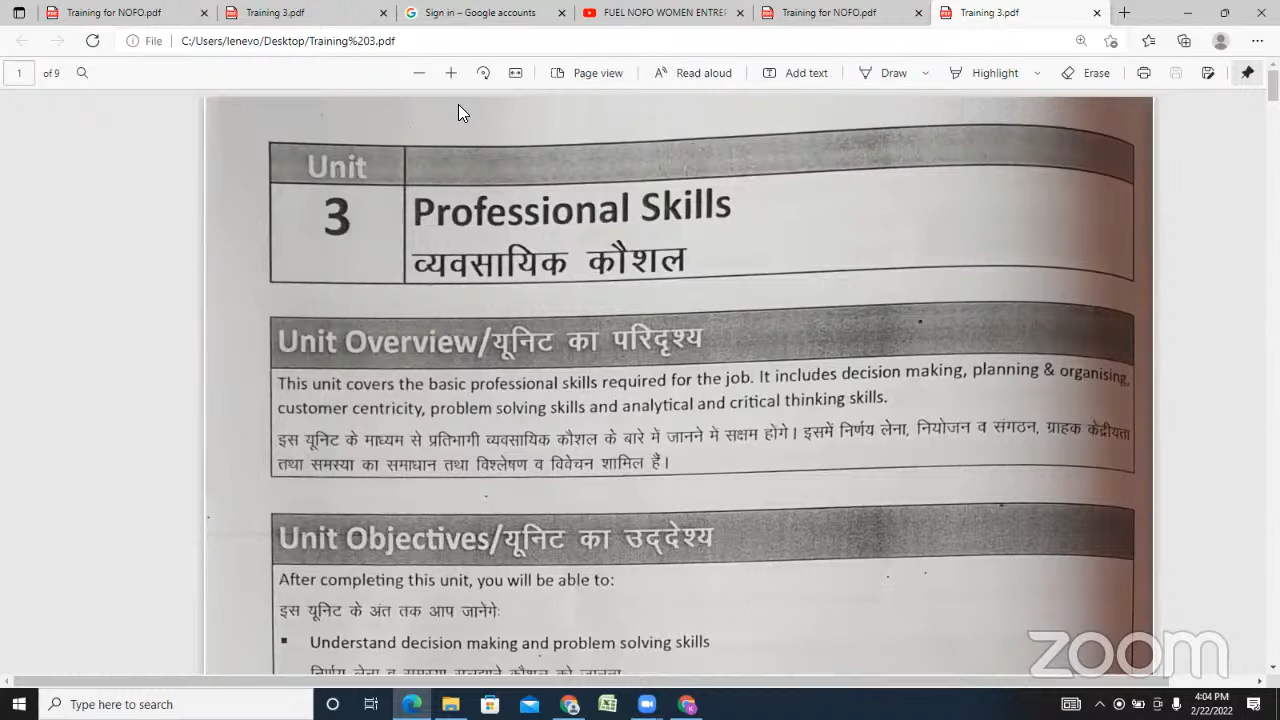 Training for NOFO.pdf
Training 3.pdf
Sign in – Google accounts
FUEL NOFO WOMEN ENTREF
Training for NOFO.pdf
Training 3.pdf
File C:/Users/lenevo/Desktop/Training%203.pdf
1 of 9
Page view
Read aloud
Add text
Draw
Highlight
Erase
Unit
3
Professional Skills
व्यवसायिक कौशल
Unit Overview/यूनिट का परिदृश्य
This unit covers the basic professional skills required for the job. It includes decision making, planning & organising,
customer centricity, problem solving skills and analytical and critical thinking skills.
इस यूनिट के माध्यम से प्रतिभागी व्यवसायिक कौशल के बारे में जानने में सक्षम होगे। इसमें निर्णय लेना, नियोजन व संगठन, ग्राहक केद्रीयता
तथा समस्या का समाधान तथा विश्लेषण व विवेचन शामिल हैं।
Unit Objectives/यूनिट का उद्देश्य
After completing this unit, you will be able to:
इस यूनिट के अंत तक आप जानेगेः
▪ Understand decision making and problem solving skills
निर्णय लेना व समस्या सुलझाने कौशल को जानना
zoom
Type here to search
4:04 PM
2/22/2022